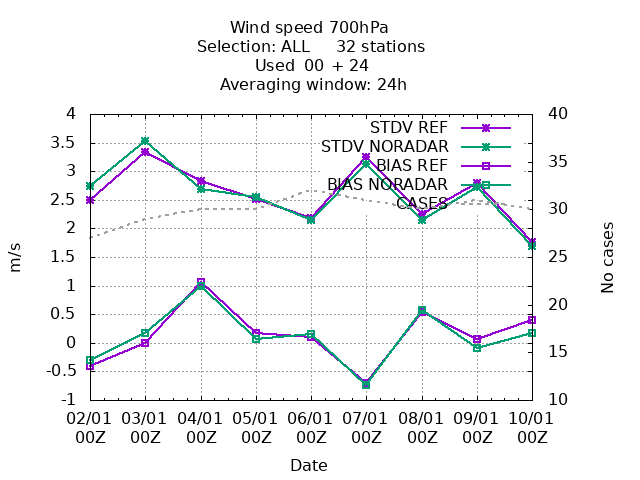 Wind speed 700hPa
Selection: ALL 32 stations
Used 00 + 24
Averaging window: 24h
4 40
3.5
3 35
2.5
2 30
1.5 25
1
0.5 20
0 15
-0.5
-1 10
STDV REF
STDV NORADAR
BIAS REF
BIAS NORADAR
CASES
m/s
No cases
02/01 03/01 04/01 05/01 06/01 07/01 08/01 09/01 10/01
00Z 00Z 00Z 00Z 00Z 00Z 00Z 00Z 00Z
Date